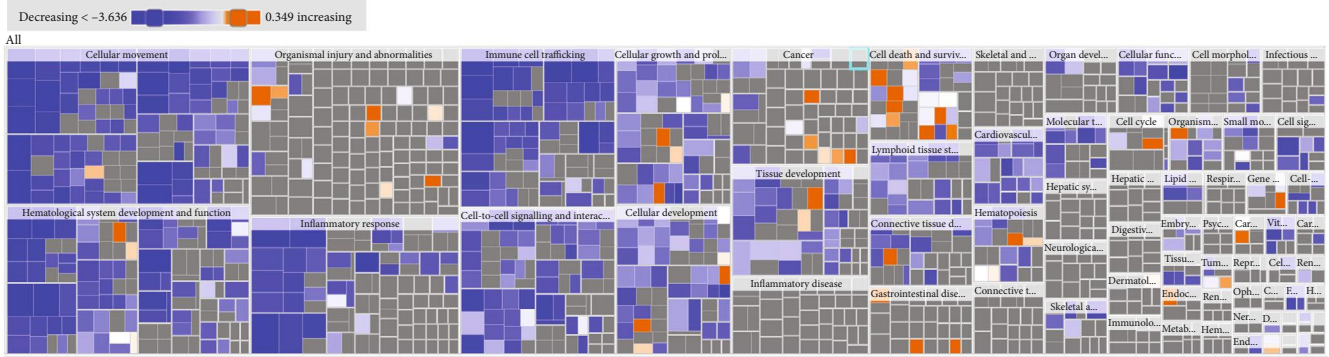 Decreasing < –3.636 0.349 increasing
All
Cellular movement
Organismal injury and abnormalities
Immune cell trafficking
Cellular growth and prol...
Cancer
Cell death and surviv...
Skeletal and ...
Organ devel...
Cellular func...
Cell morphol...
Infectious ...
Molecular t...
Cell cycle
Organism...
Small mo...
Cell sig...
Cardiovascul...
Lymphoid tissue st...
Tissue development
Hepatic sy...
Hepatic ...
Lipid ...
Respir...
Gene ...
Cell-...
Hematological system development and function
Inflammatory response
Cell-to-cell signalling and interac...
Cellular development
Connective tissue d...
Hematopoiesis
Digestiv...
Embry...
Psyc...
Car...
Vit...
Car...
Neurologica...
Tissu...
Tum...
Repr...
Cel...
Ren...
Inflammatory disease
Gastrointestinal dise...
Connective t...
Dermatol...
Endoc...
Ren...
Oph...
C...
E...
H...
Skeletal a...
Immunolo...
Metab...
Hem...
Ner...
D...
End...